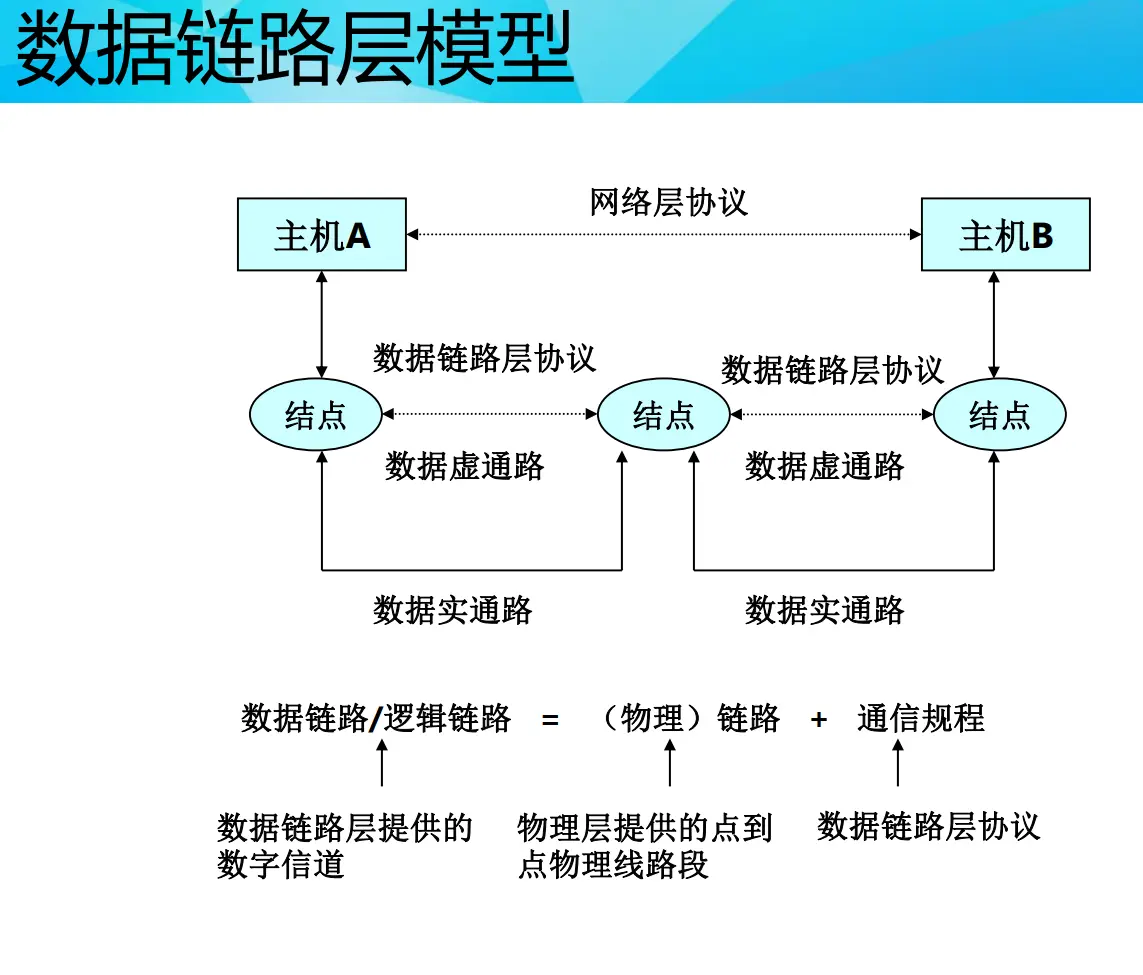 数据链路层模型
网络层协议
主机A
主机B
数据链路层协议
数据链路层协议
结点
结点
结点
数据虚通路
数据虚通路
数据实通路
数据实通路
数据链路/逻辑链路 = （物理）链路 + 通信规程
数据链路层提供的
数字信道
物理层提供的点到
点物理线路段
数据链路层协议